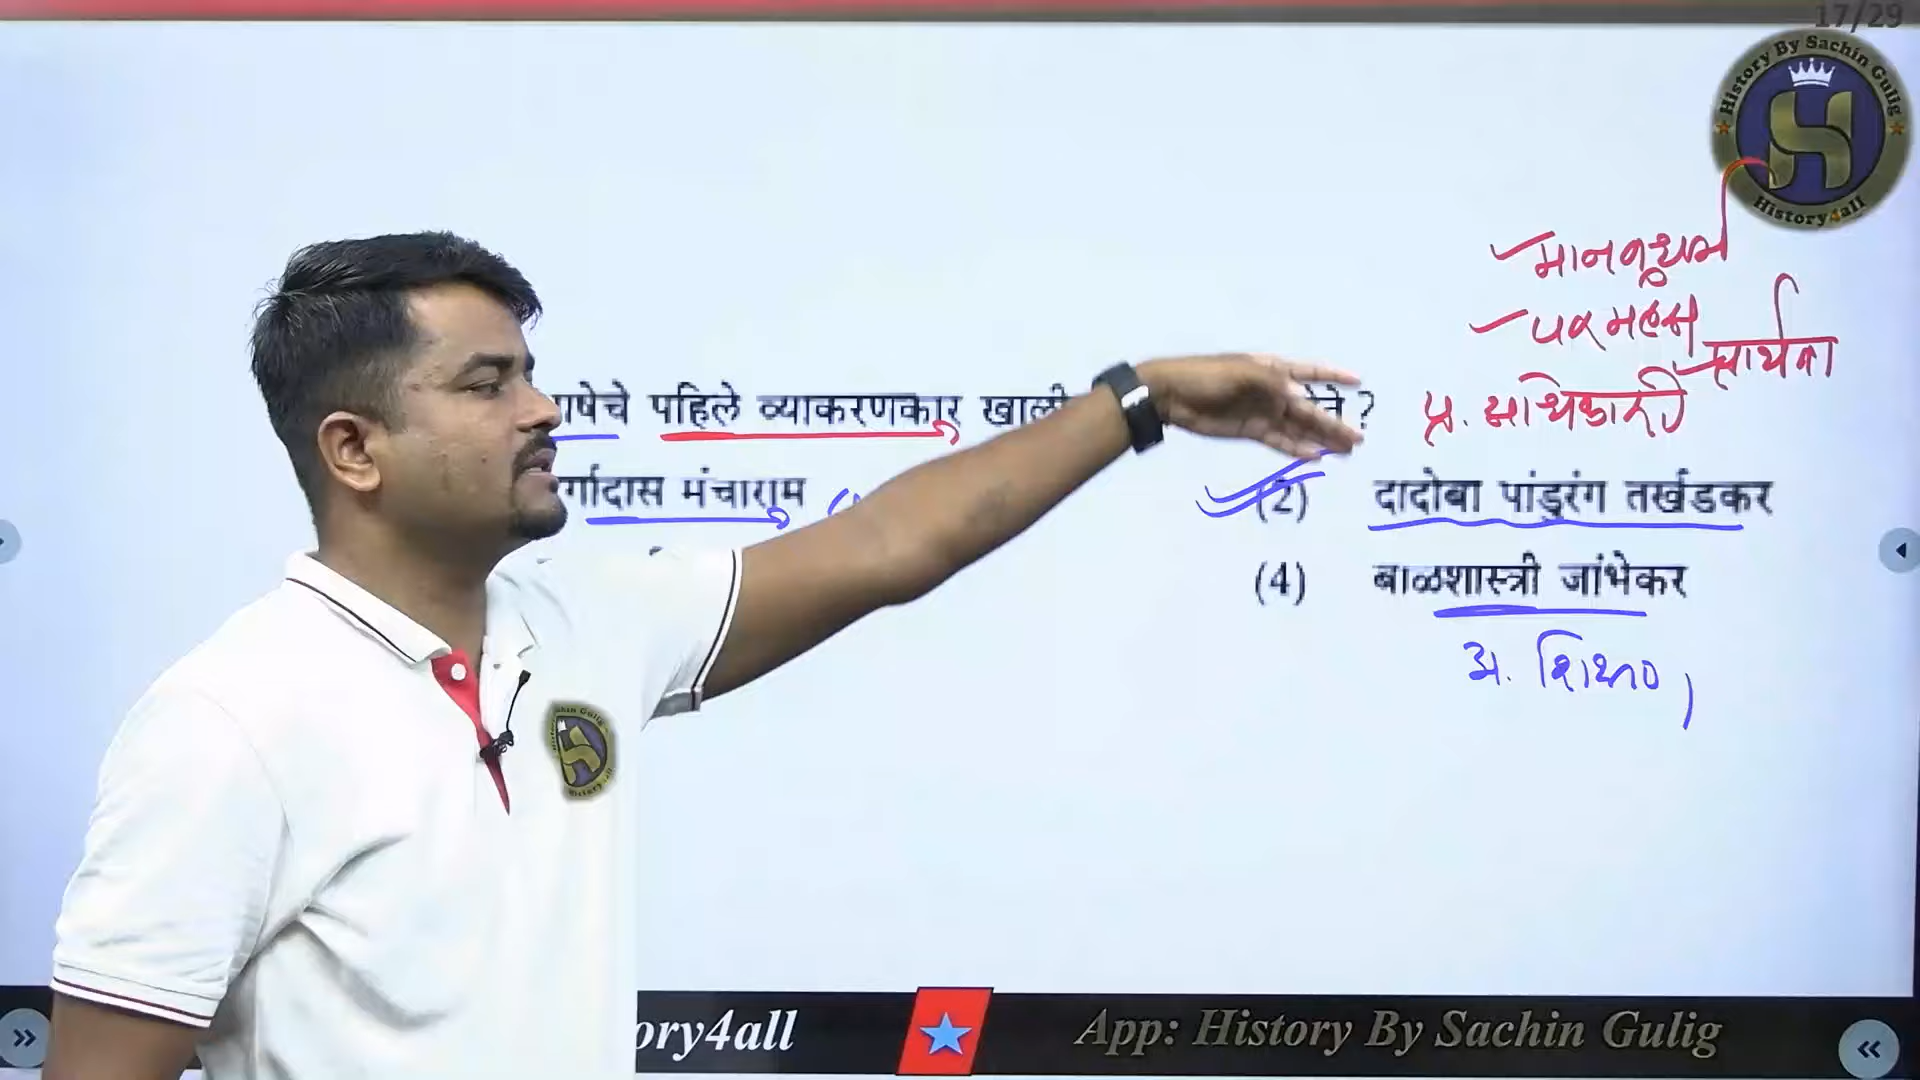 17/29
History By Sachin Gulig
History4all
मानवधर्म
परमहंस
प्रार्थना
षेचे पहिले व्याकरणकार खाली ?
र्गादास मंचाराम (2) दादोबा पांडुरंग तर्खडकर
(4) बाळशास्त्री जांभेकर
अ. शिक्षण,
ory4all App: History By Sachin Gulig